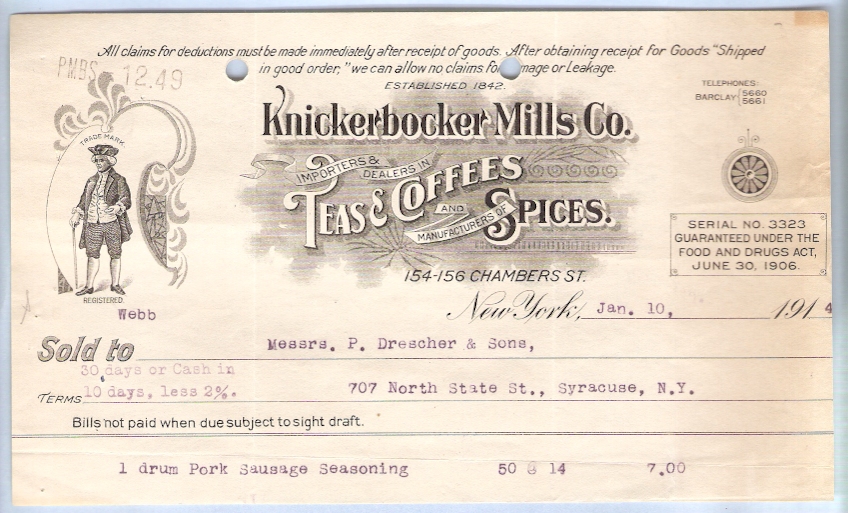 All claims for deductions must be made immediately after receipt of goods. After obtaining receipt for Goods "Shipped
in good order," we can allow no claims for mage or Leakage.
PMBS 12.49
ESTABLISHED 1842.
TELEPHONES:
BARCLAY { 5660
5661
Knickerbocker Mills Co.
TRADE MARK
IMPORTERS &
DEALERS IN
TEAS & COFFEES
AND
MANUFACTURERS OF
SPICES.
SERIAL NO. 3323
GUARANTEED UNDER THE
FOOD AND DRUGS ACT,
JUNE 30, 1906.
154-156 CHAMBERS ST.
REGISTERED
Webb
New York, Jan. 10, 1914
Sold to Messrs. P. Drescher & Sons,
30 days or Cash in
TERMS 10 days, less 2%. 707 North State St., Syracuse, N.Y.
Bills not paid when due subject to sight draft.
1 drum Pork Sausage Seasoning 50 @ 14 7.00